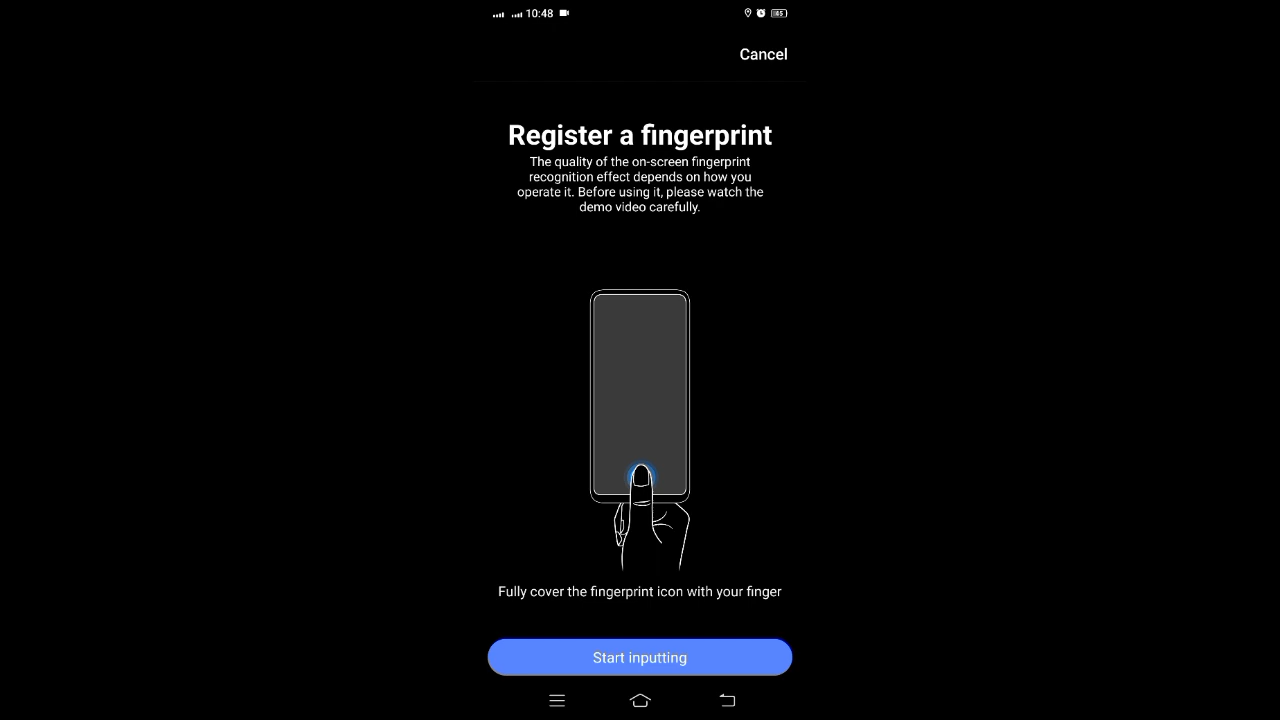 10:48
65
Cancel
Register a fingerprint
The quality of the on-screen fingerprint
recognition effect depends on how you
operate it. Before using it, please watch the
demo video carefully.
Fully cover the fingerprint icon with your finger
Start inputting